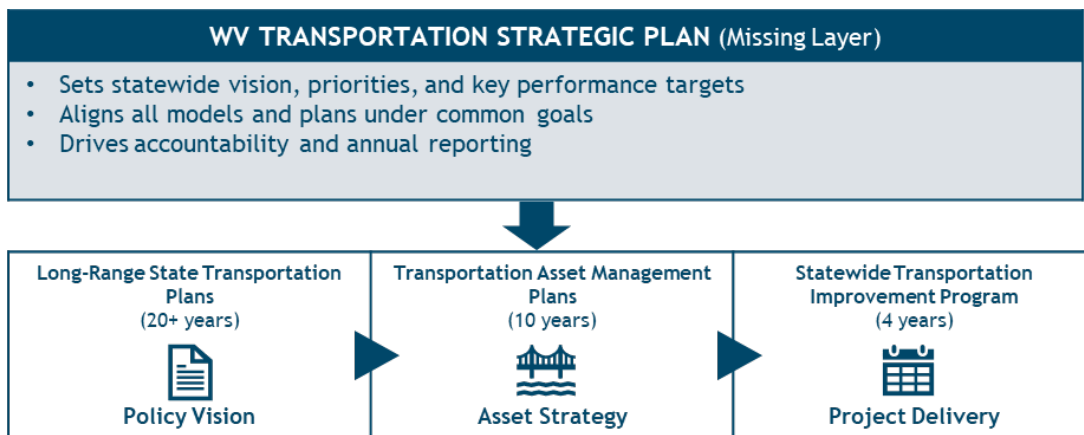 WV TRANSPORTATION STRATEGIC PLAN (Missing Layer)
• Sets statewide vision, priorities, and key performance targets
• Aligns all models and plans under common goals
• Drives accountability and annual reporting
Long-Range State Transportation
Plans
(20+ years)
Policy Vision
Transportation Asset Management
Plans
(10 years)
Asset Strategy
Statewide Transportation
Improvement Program
(4 years)
Project Delivery